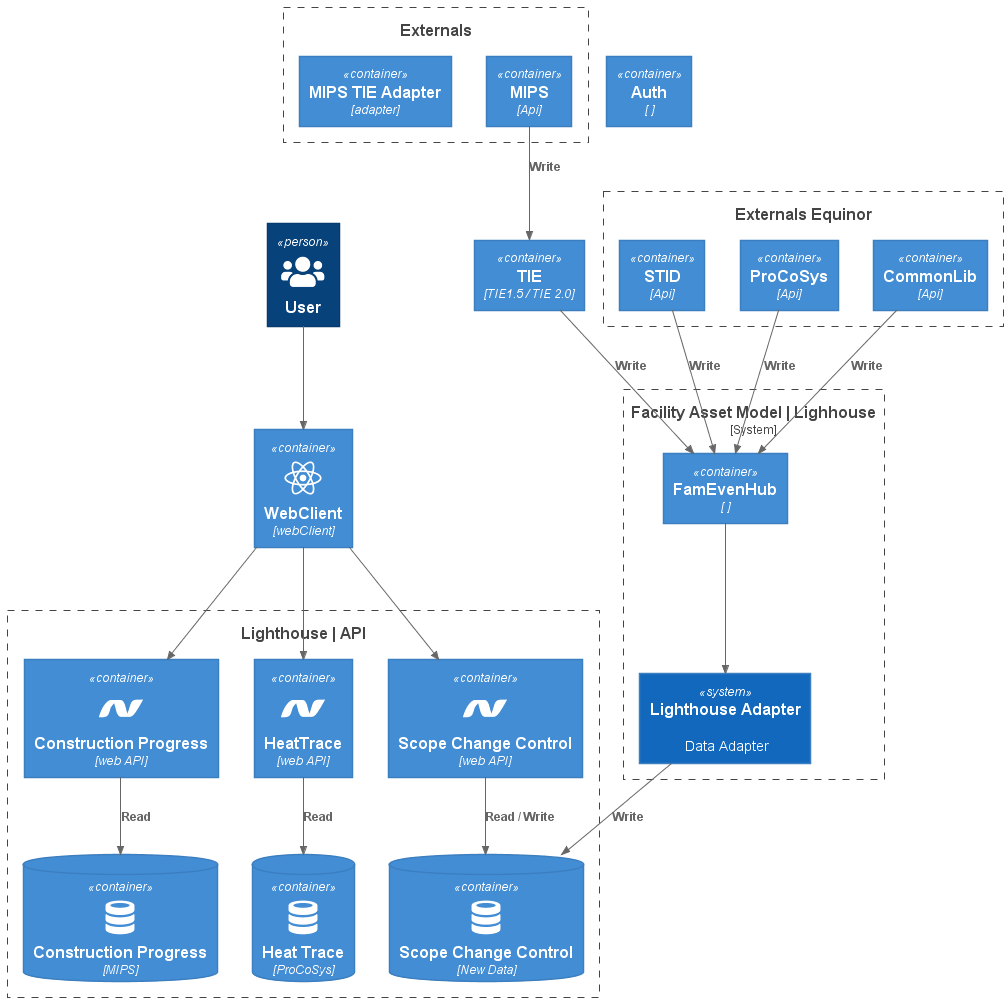 Externals
«container»
MIPS TIE Adapter
[adapter]
«container»
MIPS
[Api]
«container»
Auth
[ ]
Write
Externals Equinor
«person»
User
«container»
TIE
[TIE1.5 / TIE 2.0]
«container»
STID
[Api]
«container»
ProCoSys
[Api]
«container»
CommonLib
[Api]
Write
Write
Write
Write
Facility Asset Model | Lighhouse
[System]
«container»
WebClient
[webClient]
«container»
FamEvenHub
[ ]
Lighthouse | API
«container»
Construction Progress
[web API]
«container»
HeatTrace
[web API]
«container»
Scope Change Control
[web API]
«system»
Lighthouse Adapter
Data Adapter
Read
Read
Read / Write
Write
«container»
Construction Progress
[MIPS]
«container»
Heat Trace
[ProCoSys]
«container»
Scope Change Control
[New Data]